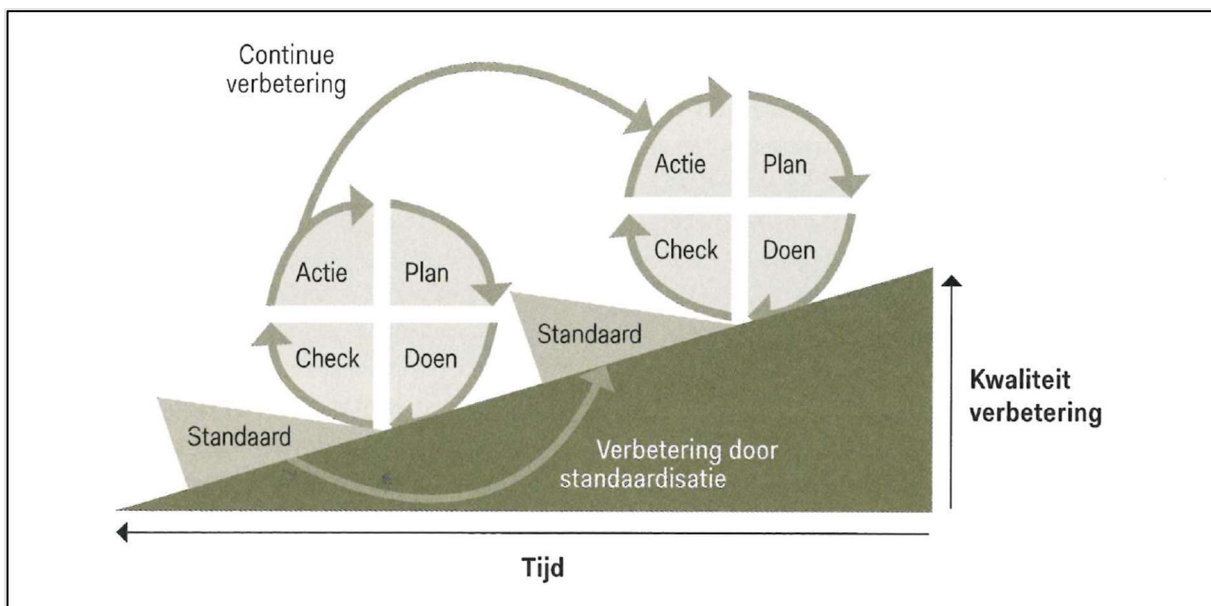 Continue
verbetering
Actie
Plan
Check
Doen
Actie
Plan
Check
Doen
Standaard
Standaard
Verbetering door
standaardisatie
Kwaliteit
verbetering
Tijd